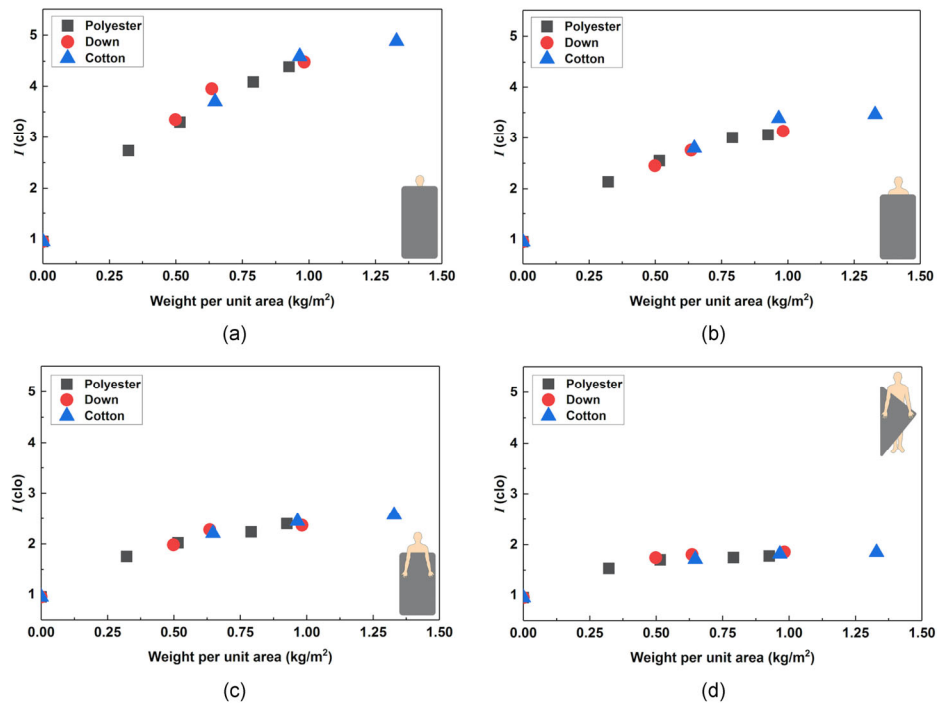 Polyester
Down
Cotton
5
4
3
2
1
I (clo)
0.00 0.25 0.50 0.75 1.00 1.25 1.50
Weight per unit area (kg/m²)
(a)
Polyester
Down
Cotton
5
4
3
2
1
I (clo)
0.00 0.25 0.50 0.75 1.00 1.25 1.50
Weight per unit area (kg/m²)
(b)
Polyester
Down
Cotton
5
4
3
2
1
I (clo)
0.00 0.25 0.50 0.75 1.00 1.25 1.50
Weight per unit area (kg/m²)
(c)
Polyester
Down
Cotton
5
4
3
2
1
I (clo)
0.00 0.25 0.50 0.75 1.00 1.25 1.50
Weight per unit area (kg/m²)
(d)